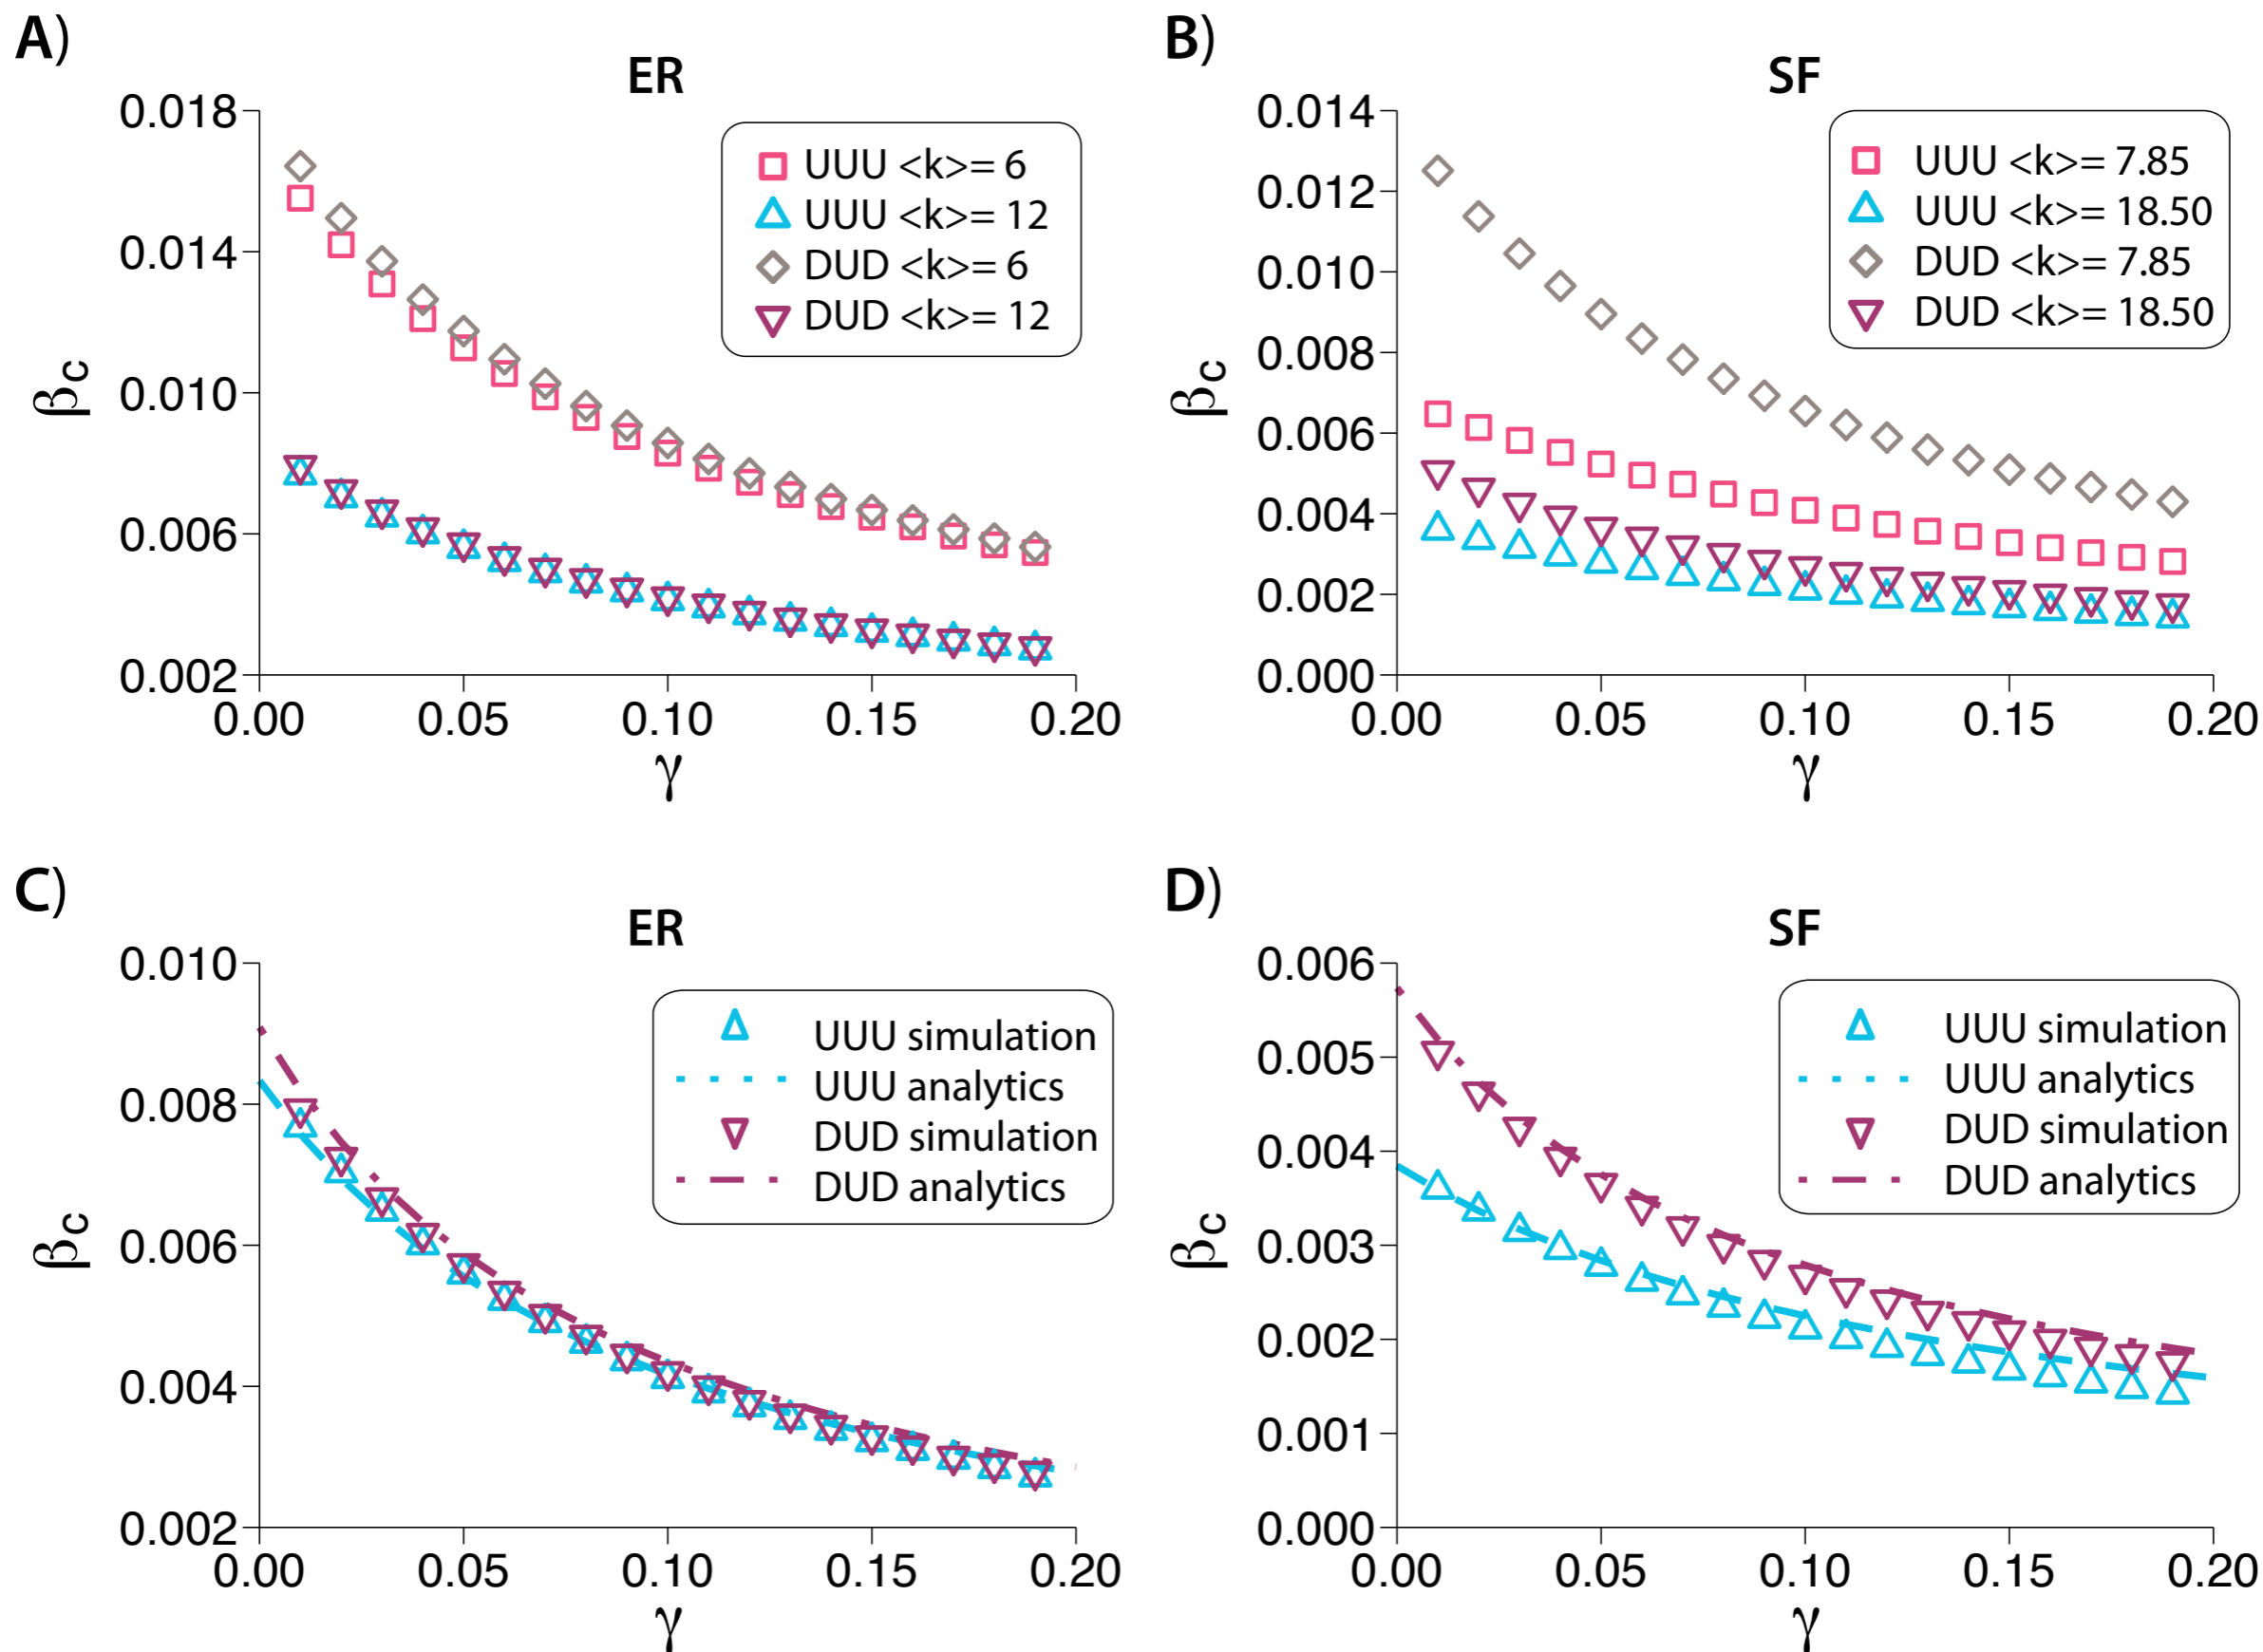 A)
ER
0.018
0.014
0.010
0.006
0.002
βc
UUU <k>= 6
UUU <k>= 12
DUD <k>= 6
DUD <k>= 12
0.00 0.05 0.10 0.15 0.20
γ
B)
SF
0.014
0.012
0.010
0.008
0.006
0.004
0.002
0.000
βc
UUU <k>= 7.85
UUU <k>= 18.50
DUD <k>= 7.85
DUD <k>= 18.50
0.00 0.05 0.10 0.15 0.20
γ
C)
ER
0.010
0.008
0.006
0.004
0.002
βc
UUU simulation
UUU analytics
DUD simulation
DUD analytics
0.00 0.05 0.10 0.15 0.20
γ
D)
SF
0.006
0.005
0.004
0.003
0.002
0.001
0.000
βc
UUU simulation
UUU analytics
DUD simulation
DUD analytics
0.00 0.05 0.10 0.15 0.20
γ